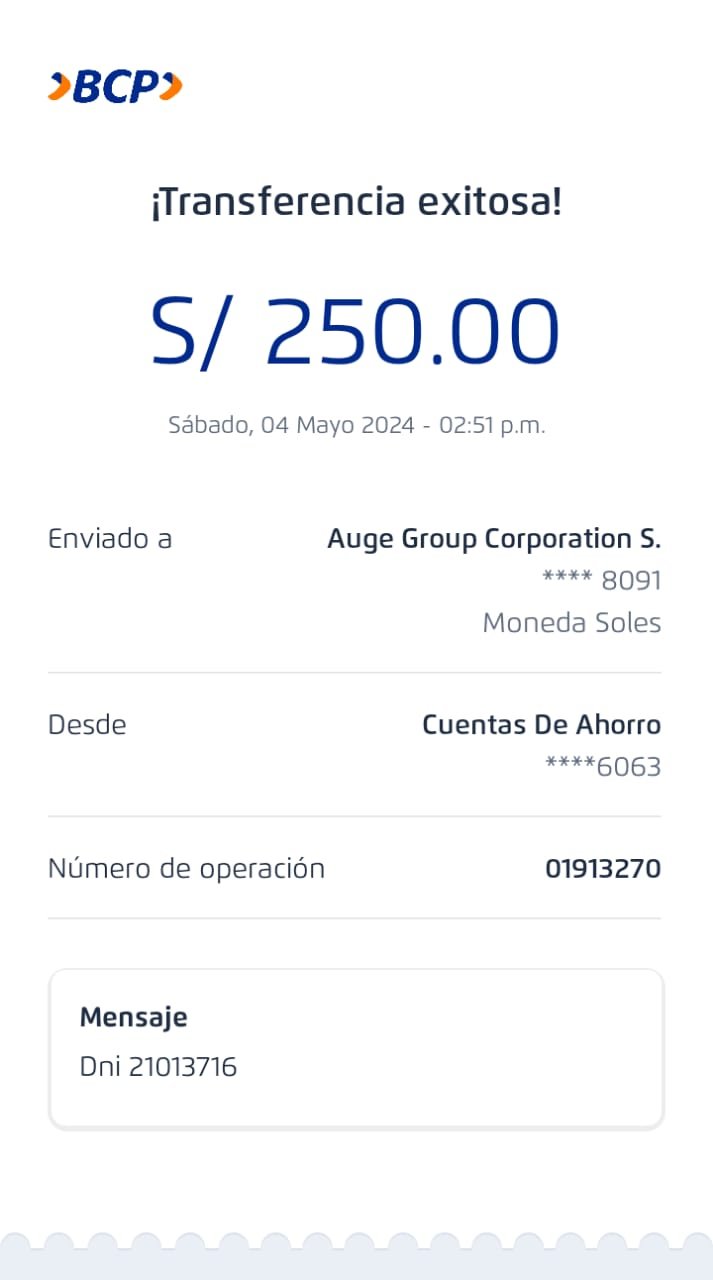 BCP
¡Transferencia exitosa!
S/ 250.00
Sábado, 04 Mayo 2024 - 02:51 p.m.
Enviado a Auge Group Corporation S.
**** 8091
Moneda Soles
Desde Cuentas De Ahorro
****6063
Número de operación 01913270
Mensaje
Dni 21013716